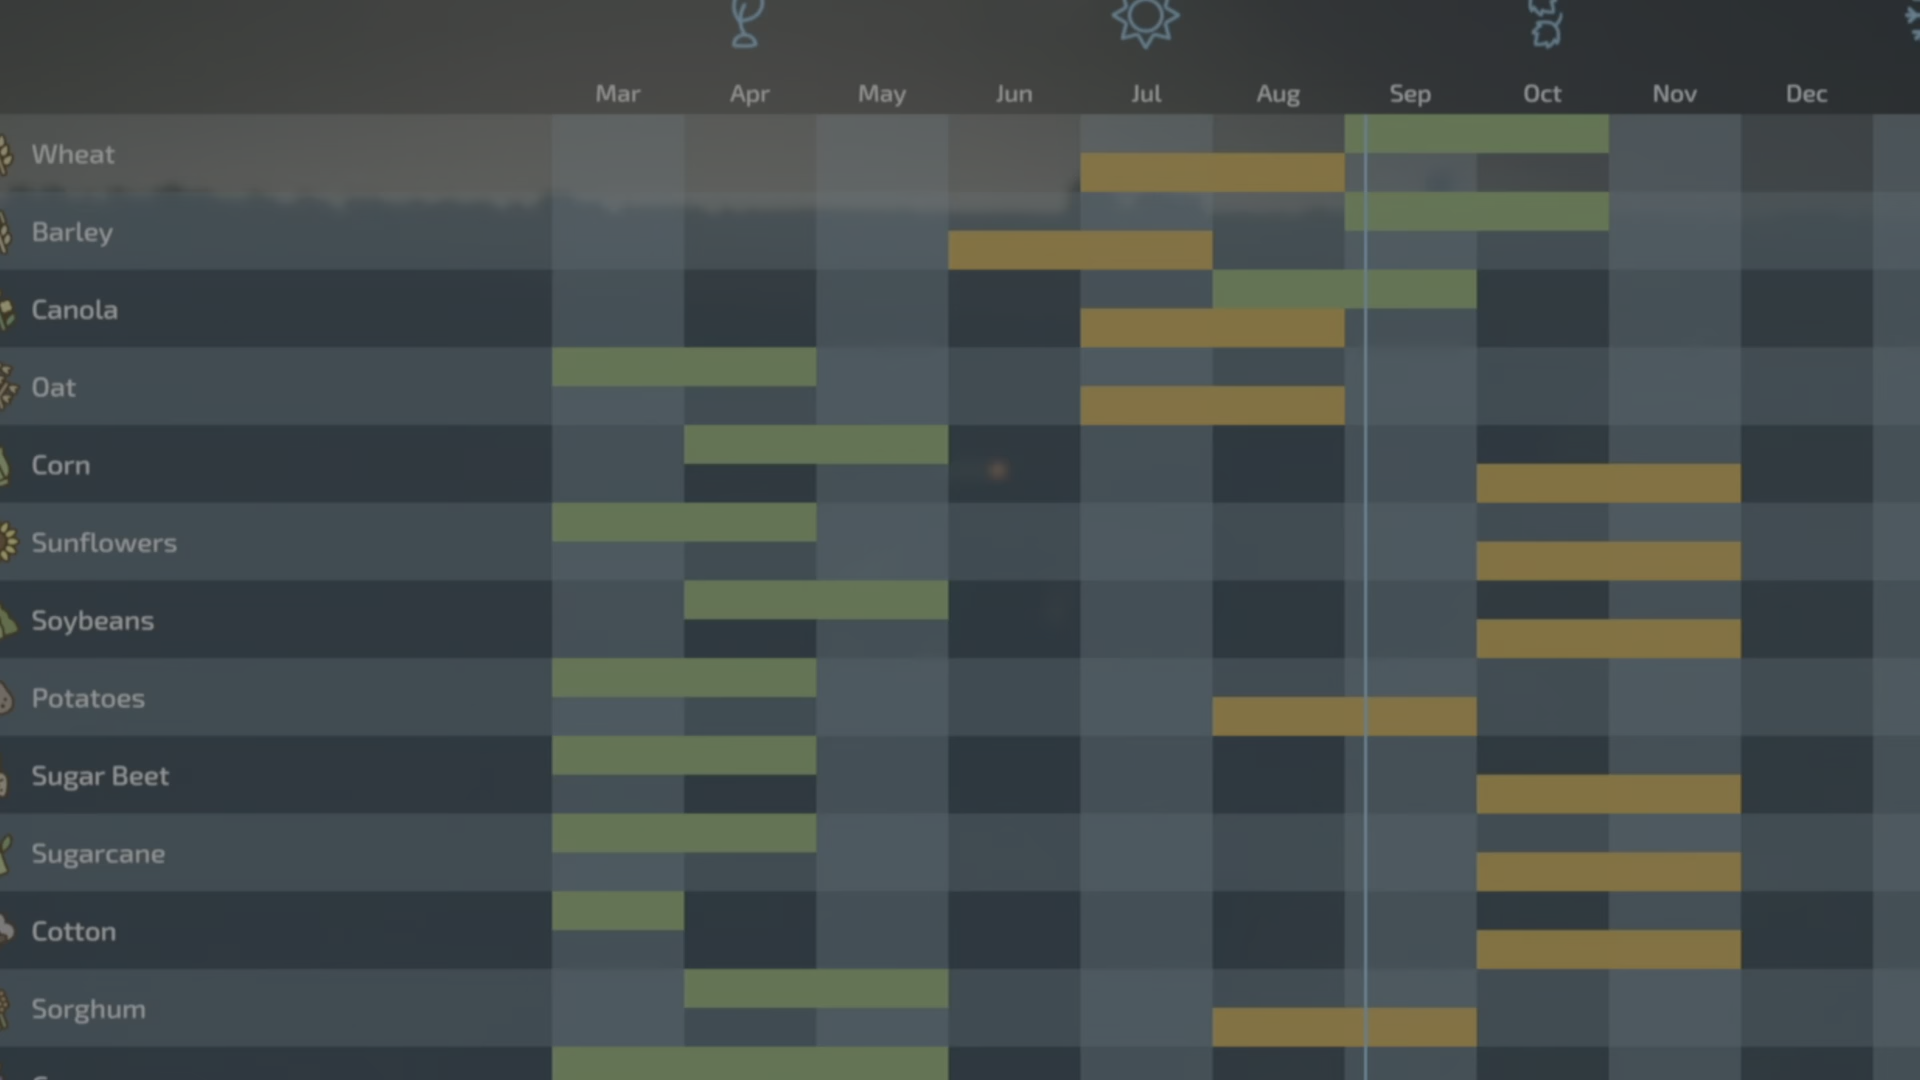 Mar Apr May Jun Jul Aug Sep Oct Nov Dec
Wheat
Barley
Canola
Oat
Corn
Sunflowers
Soybeans
Potatoes
Sugar Beet
Sugarcane
Cotton
Sorghum